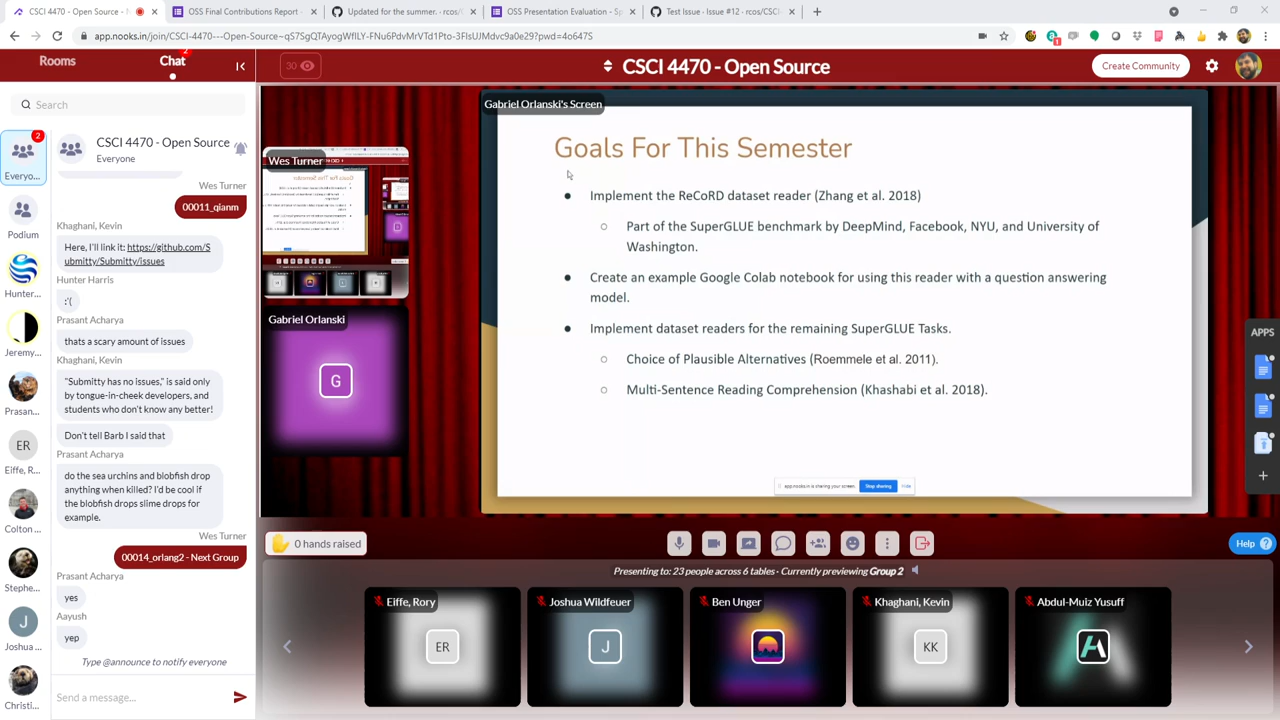 CSCI 4470 - Open Source - N
OSS Final Contributions Report -
Updated for the summer. · rcos/
OSS Presentation Evaluation - Sp
Test Issue · Issue #12 · rcos/CSC
Rooms
Chat
2
30
CSCI 4470 - Open Source
Create Community
Search
2
Everyo...
CSCI 4470 - Open Source
Everyone
Wes Turner
00011_qianm
Khaghani, Kevin
Here, I'll link it: https://github.com/S
ubmitty/Submitty/issues
Hunter Harris
:'(
Prasant Acharya
thats a scary amount of issues
Khaghani, Kevin
"Submitty has no issues," is said only
by tongue-in-cheek developers, and
students who don't know any better!
Don't tell Barb I said that
Prasant Acharya
do the sea urchins and blobfish drop
anything when killed? I'd be cool if
the blobfish drops slime drops for
example.
Wes Turner
00014_orlang2 - Next Group
Prasant Acharya
yes
Aayush
yep
Type @announce to notify everyone
Send a message...
Podium
Hunter...
Jeremy...
Prasan...
ER
Eiffe, R...
Colton ...
Stephe...
J
Joshua ...
Christi...
Wes Turner
Gabriel Orlanski
G
Gabriel Orlanski's Screen
Goals For This Semester
● Implement the ReCoRD dataset reader (Zhang et al. 2018)
○ Part of the SuperGLUE benchmark by DeepMind, Facebook, NYU, and University of
Washington.
● Create an example Google Colab notebook for using this reader with a question answering
model.
● Implement dataset readers for the remaining SuperGLUE Tasks.
○ Choice of Plausible Alternatives (Roemmele et al. 2011).
○ Multi-Sentence Reading Comprehension (Khashabi et al. 2018).
app.nooks.in is sharing your screen.
Stop sharing
Hide
APPS
0 hands raised
Help
Presenting to: 23 people across 6 tables · Currently previewing Group 2
Eiffe, Rory
ER
Joshua Wildfeuer
J
Ben Unger
Khaghani, Kevin
KK
Abdul-Muiz Yusuff